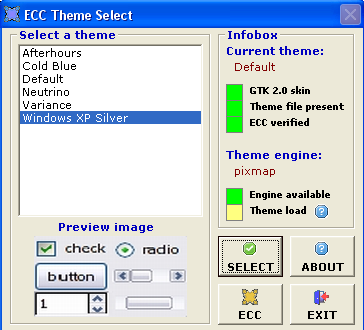 ECC Theme Select
Select a theme
Afterhours
Cold Blue
Default
Neutrino
Variance
Windows XP Silver
Preview image
check
radio
button
1
Infobox
Current theme:
Default
GTK 2.0 skin
Theme file present
ECC verified
Theme engine:
pixmap
Engine available
Theme load ?
SELECT
? ABOUT
ECC
EXIT